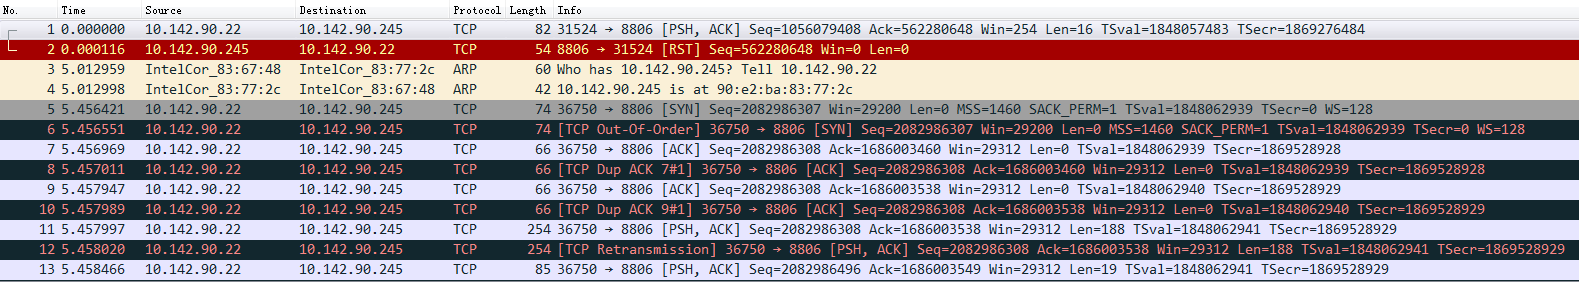 No. Time Source Destination Protocol Length Info
1 0.000000 10.142.90.22 10.142.90.245 TCP 82 31524 → 8806 [PSH, ACK] Seq=1056079408 Ack=562280648 Win=254 Len=16 TSval=1848057483 TSecr=1869276484
2 0.000116 10.142.90.245 10.142.90.22 TCP 54 8806 → 31524 [RST] Seq=562280648 Win=0 Len=0
3 5.012959 IntelCor_83:67:48 IntelCor_83:77:2c ARP 60 Who has 10.142.90.245? Tell 10.142.90.22
4 5.012998 IntelCor_83:77:2c IntelCor_83:67:48 ARP 42 10.142.90.245 is at 90:e2:ba:83:77:2c
5 5.456421 10.142.90.22 10.142.90.245 TCP 74 36750 → 8806 [SYN] Seq=2082986307 Win=29200 Len=0 MSS=1460 SACK_PERM=1 TSval=1848062939 TSecr=0 WS=128
6 5.456551 10.142.90.22 10.142.90.245 TCP 74 [TCP Out-Of-Order] 36750 → 8806 [SYN] Seq=2082986307 Win=29200 Len=0 MSS=1460 SACK_PERM=1 TSval=1848062939 TSecr=0 WS=128
7 5.456969 10.142.90.22 10.142.90.245 TCP 66 36750 → 8806 [ACK] Seq=2082986308 Ack=1686003460 Win=29312 Len=0 TSval=1848062939 TSecr=1869528928
8 5.457011 10.142.90.22 10.142.90.245 TCP 66 [TCP Dup ACK 7#1] 36750 → 8806 [ACK] Seq=2082986308 Ack=1686003460 Win=29312 Len=0 TSval=1848062939 TSecr=1869528928
9 5.457947 10.142.90.22 10.142.90.245 TCP 66 36750 → 8806 [ACK] Seq=2082986308 Ack=1686003538 Win=29312 Len=0 TSval=1848062940 TSecr=1869528929
10 5.457989 10.142.90.22 10.142.90.245 TCP 66 [TCP Dup ACK 9#1] 36750 → 8806 [ACK] Seq=2082986308 Ack=1686003538 Win=29312 Len=0 TSval=1848062940 TSecr=1869528929
11 5.457997 10.142.90.22 10.142.90.245 TCP 254 36750 → 8806 [PSH, ACK] Seq=2082986308 Ack=1686003538 Win=29312 Len=188 TSval=1848062941 TSecr=1869528929
12 5.458020 10.142.90.22 10.142.90.245 TCP 254 [TCP Retransmission] 36750 → 8806 [PSH, ACK] Seq=2082986308 Ack=1686003538 Win=29312 Len=188 TSval=1848062941 TSecr=1869528929
13 5.458466 10.142.90.22 10.142.90.245 TCP 85 36750 → 8806 [PSH, ACK] Seq=2082986496 Ack=1686003549 Win=29312 Len=19 TSval=1848062941 TSecr=1869528929